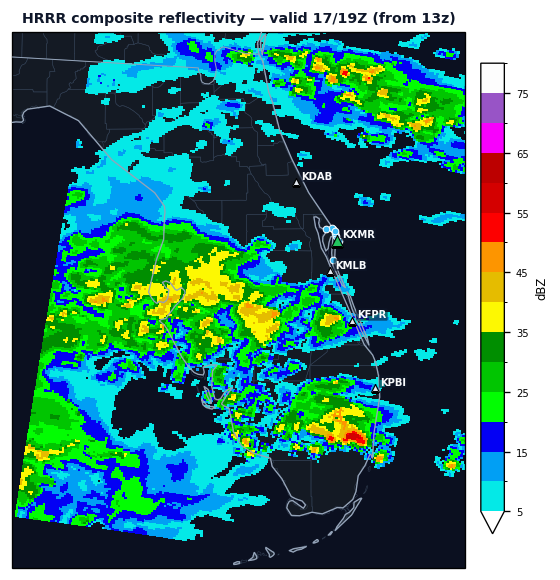 HRRR composite reflectivity — valid 17/19Z (from 13z)
KDAB
KXMR
KMLB
KFPR
KPBI
75
65
55
45
35
25
15
5
dBZ